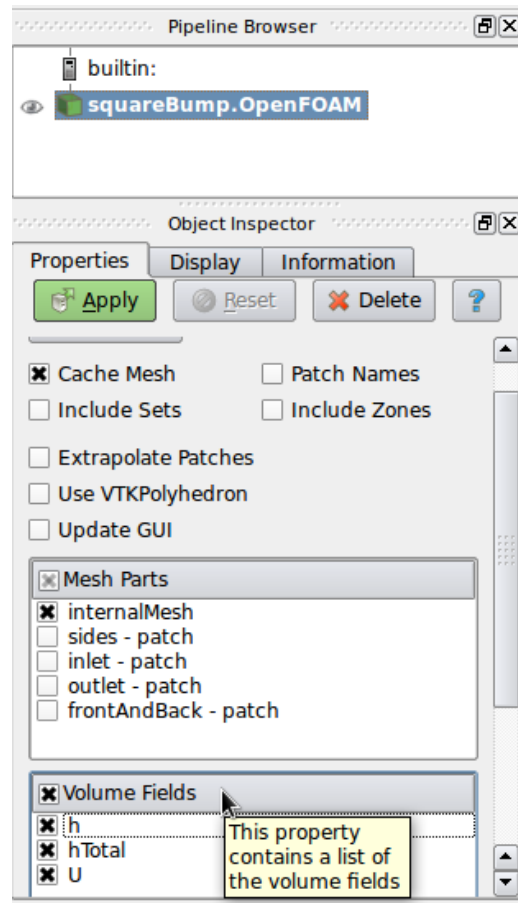 Pipeline Browser
builtin:
squareBump.OpenFOAM
Object Inspector
Properties Display Information
Apply Reset Delete ?
Cache Mesh Patch Names
Include Sets Include Zones
Extrapolate Patches
Use VTKPolyhedron
Update GUI
Mesh Parts
internalMesh
sides - patch
inlet - patch
outlet - patch
frontAndBack - patch
Volume Fields
h
hTotal
U
This property
contains a list of
the volume fields